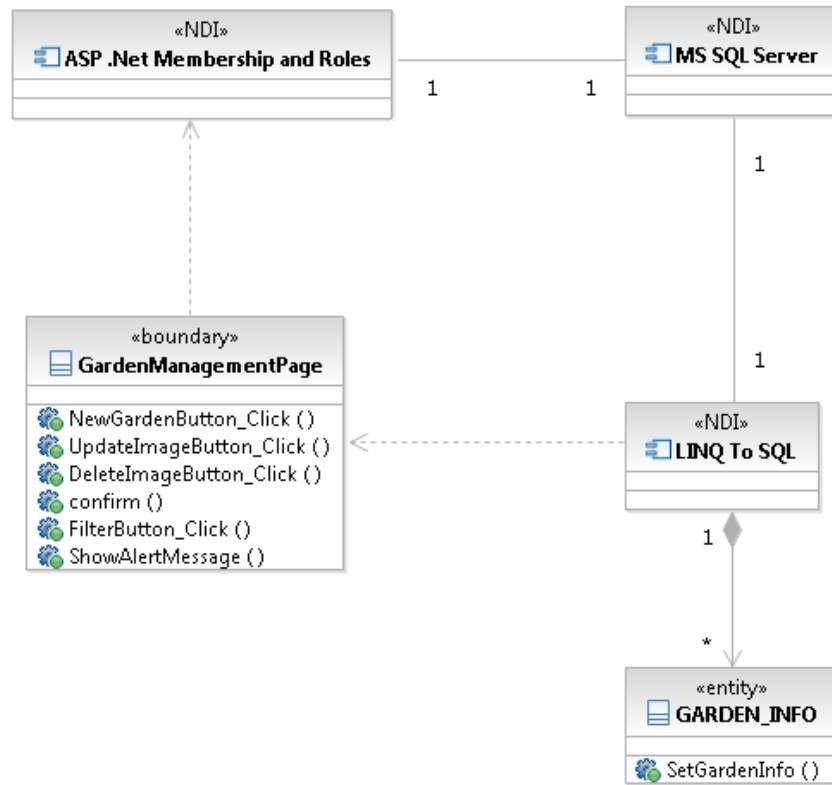 «NDI»
ASP .Net Membership and Roles
1
1
«NDI»
MS SQL Server
1
1
«boundary»
GardenManagementPage
NewGardenButton_Click ()
UpdateImageButton_Click ()
DeleteImageButton_Click ()
confirm ()
FilterButton_Click ()
ShowAlertMessage ()
«NDI»
LINQ To SQL
1
*
«entity»
GARDEN_INFO
SetGardenInfo ()